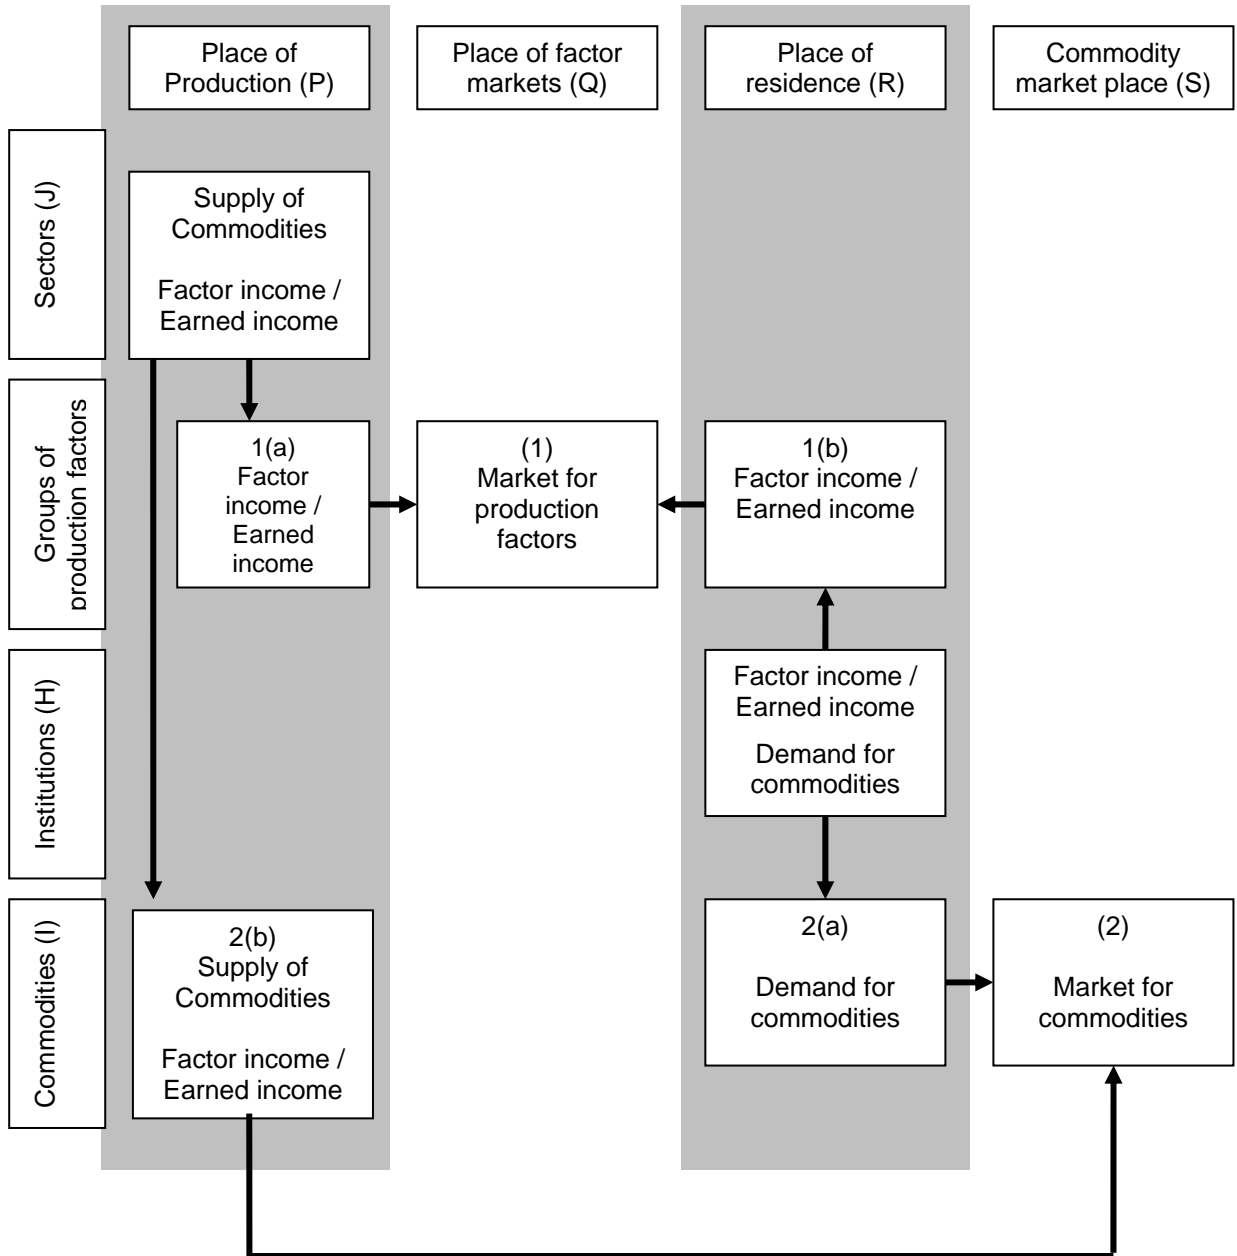 Place of
Production (P)
Place of factor
markets (Q)
Place of
residence (R)
Commodity
market place (S)
Sectors (J)
Supply of
Commodities
Factor income /
Earned income
Groups of
production factors
1(a)
Factor
income /
Earned
income
(1)
Market for
production
factors
1(b)
Factor income /
Earned income
Institutions (H)
Factor income /
Earned income
Demand for
commodities
Commodities (I)
2(b)
Supply of
Commodities
Factor income /
Earned income
2(a)
Demand for
commodities
(2)
Market for
commodities